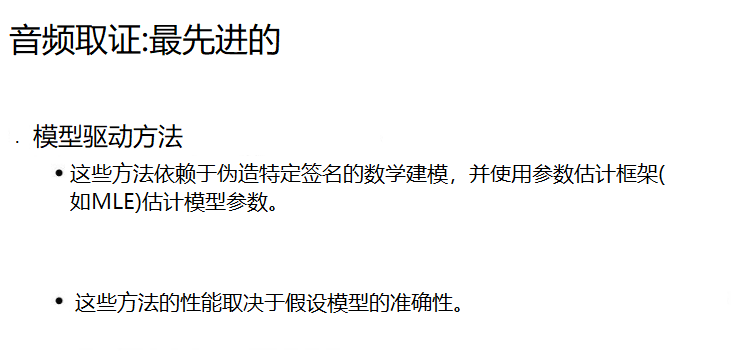 音频取证:最先进的
. 模型驱动方法
• 这些方法依赖于伪造特定签名的数学建模，并使用参数估计框架(
如MLE)估计模型参数。
• 这些方法的性能取决于假设模型的准确性。